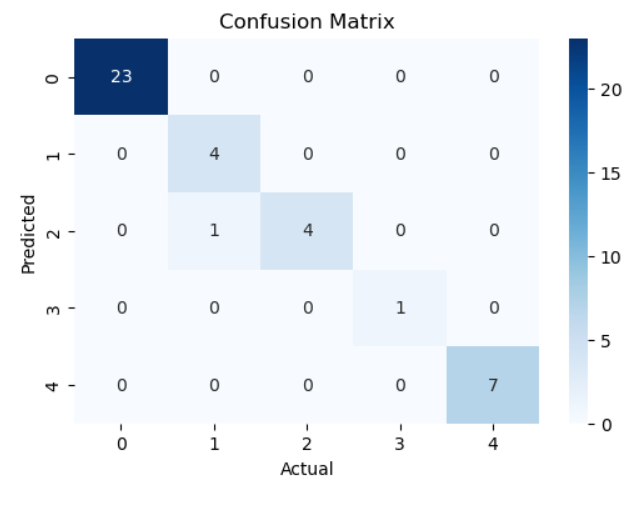 Confusion Matrix
0 23 0 0 0 0
1 0 4 0 0 0
2 0 1 4 0 0
3 0 0 0 1 0
4 0 0 0 0 7
0 1 2 3 4
Predicted
Actual
20
15
10
5
0